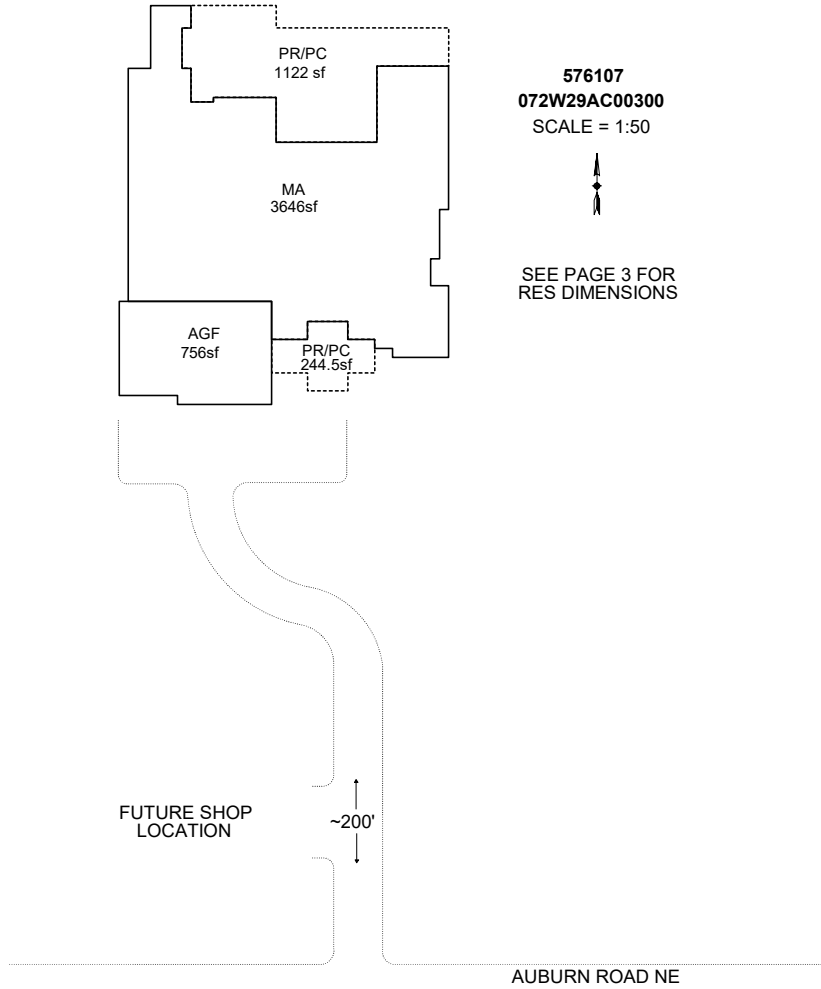 PR/PC
1122 sf
576107
072W29AC00300
SCALE = 1:50
MA
3646sf
SEE PAGE 3 FOR
RES DIMENSIONS
AGF
756sf
PR/PC
244.5sf
FUTURE SHOP
LOCATION
~200'
AUBURN ROAD NE